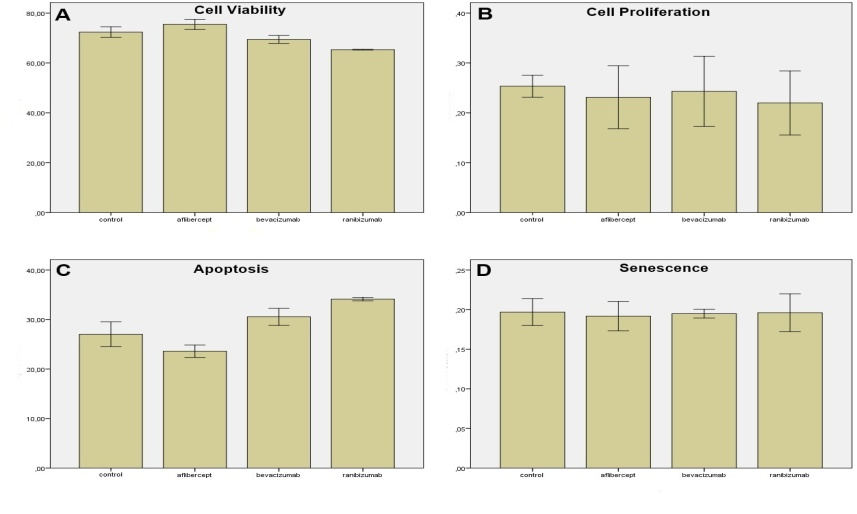 A Cell Viability
80,00
60,00
40,00
20,00
,00
control aflibercept bevacizumab ranibizumab
B Cell Proliferation
,40
,30
,20
,10
,00
control aflibercept bevacizumab ranibizumab
C Apoptosis
40,00
30,00
20,00
10,00
,00
control aflibercept bevacizumab ranibizumab
D Senescence
,25
,20
,15
,10
,05
,00
control aflibercept bevacizumab ranibizumab